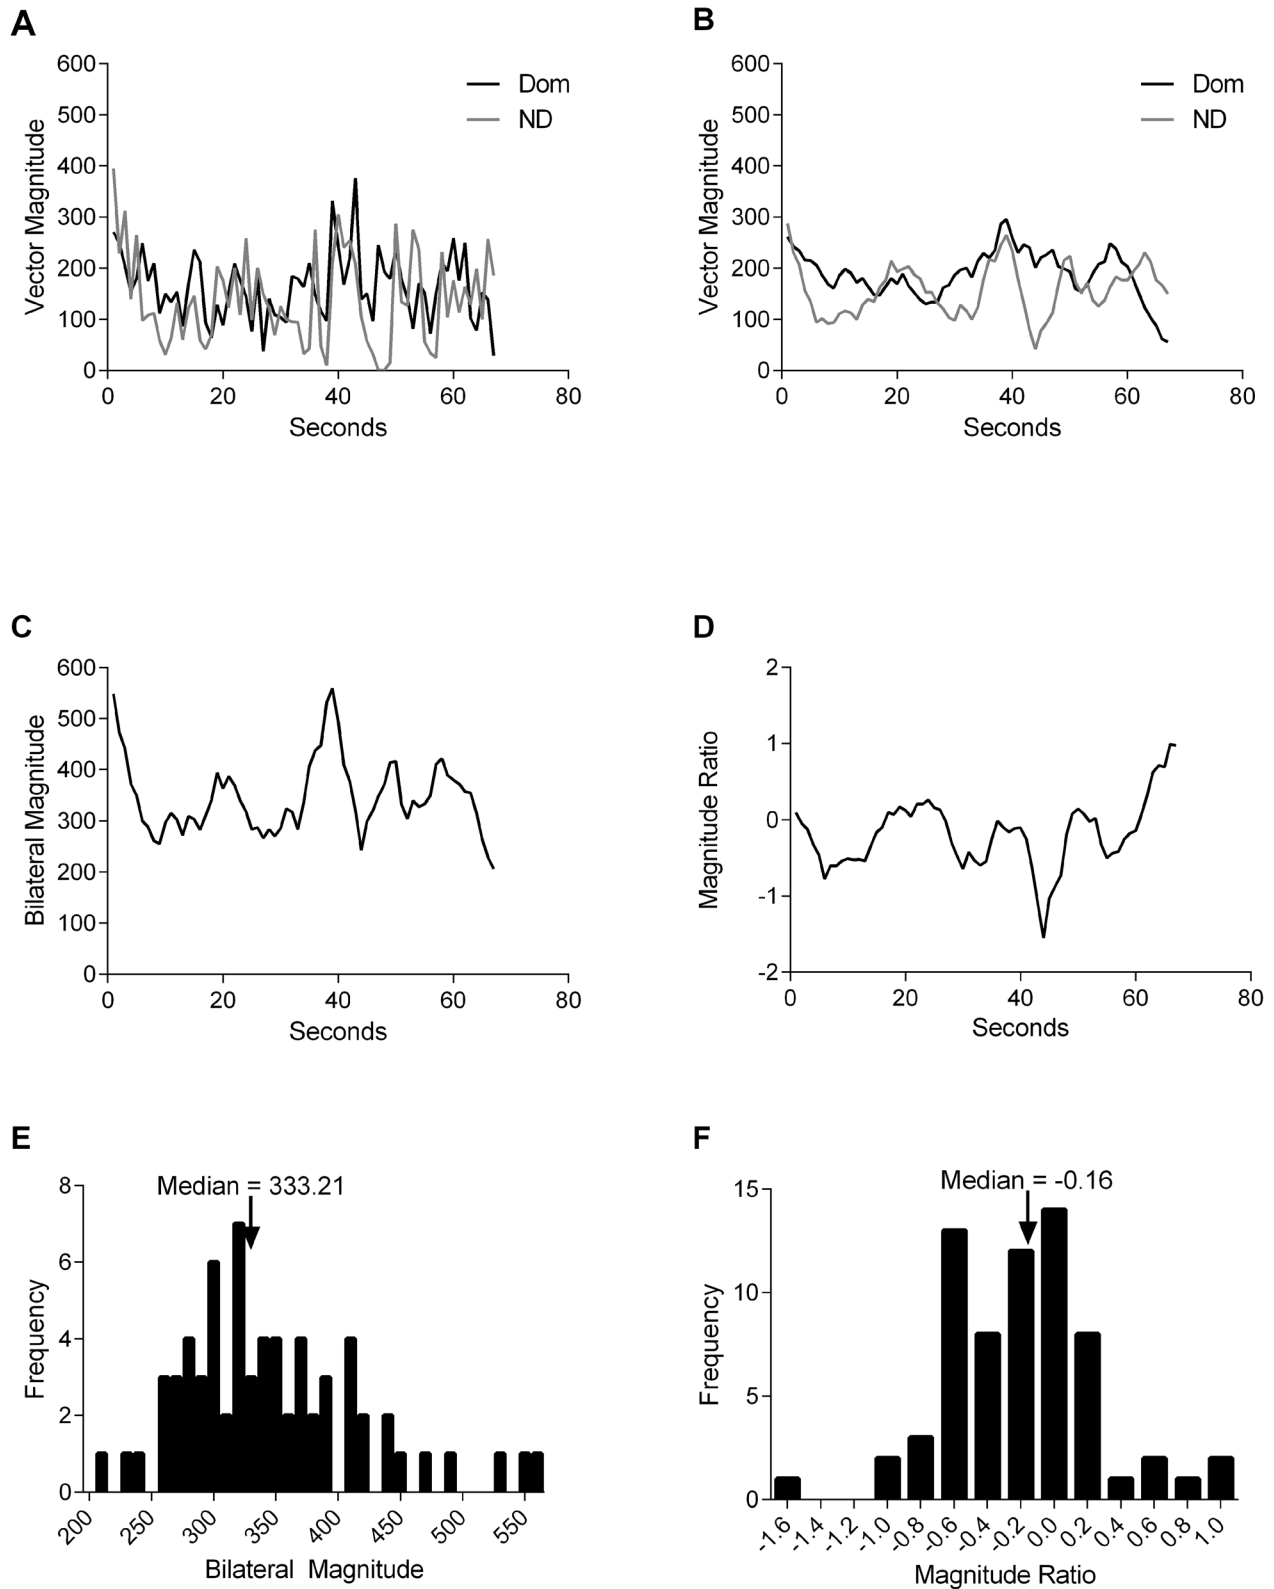 A
600
500
400
300
200
100
0
Vector Magnitude
Dom
ND
0 20 40 60 80
Seconds
B
600
500
400
300
200
100
0
Vector Magnitude
Dom
ND
0 20 40 60 80
Seconds
C
600
500
400
300
200
100
0
Bilateral Magnitude
0 20 40 60 80
Seconds
D
2
1
0
-1
-2
Magnitude Ratio
0 20 40 60 80
Seconds
E
Median = 333.21
8
6
4
2
0
Frequency
200 250 300 350 400 450 500 550
Bilateral Magnitude
F
Median = -0.16
15
10
5
0
Frequency
-1.6 -1.4 -1.2 -1.0 -0.8 -0.6 -0.4 -0.2 0.0 0.2 0.4 0.6 0.8 1.0
Magnitude Ratio